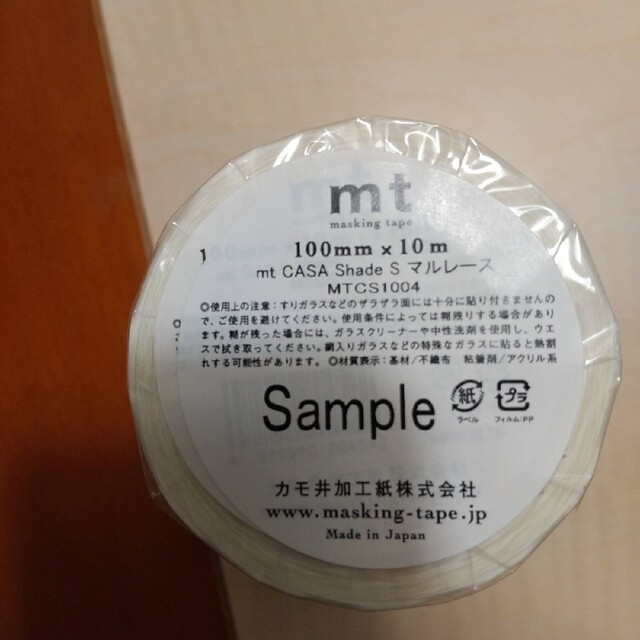 mt
masking tape
100mm x 10m
mt CASA Shade S マルレース
MTCS1004
◎使用上の注意：すりガラスなどのザラザラ面には十分に貼り付きませんの
で、ご使用を避けてください。使用条件によっては糊残りする場合があり
ます。糊が残った場合には、ガラスクリーナーや中性洗剤を使用し、ウエ
スで拭き取ってください。網入りガラスなどの特殊なガラスに貼ると熱割
れする可能性があります。◎材質表示：基材/不織布 粘着剤/アクリル系
Sample
紙
ラベル
プラ
フィルム:PP
カモ井加工紙株式会社
www.masking-tape.jp
Made in Japan